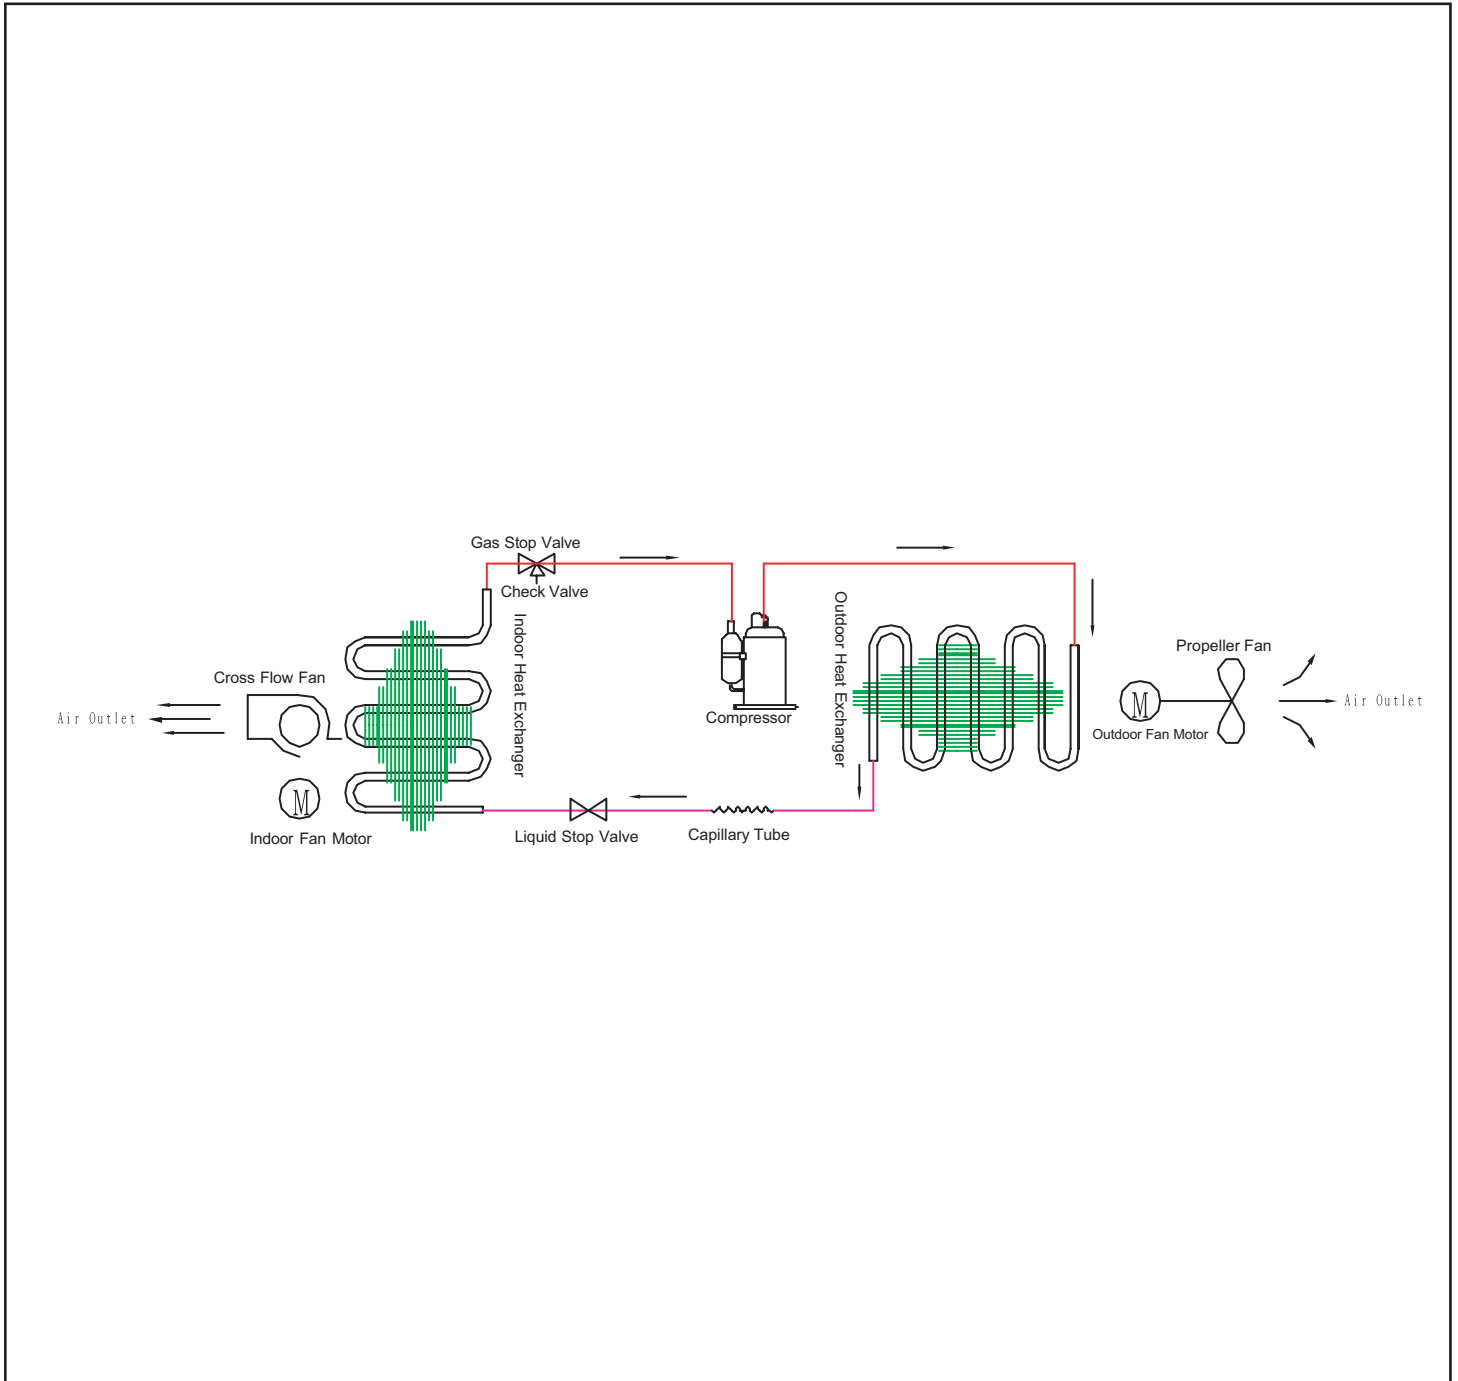 Gas Stop Valve
Check Valve
Indoor Heat Exchanger
Outdoor Heat Exchanger
Propeller Fan
Cross Flow Fan
Air Outlet
Compressor
M
Air Outlet
Outdoor Fan Motor
M
Indoor Fan Motor
Liquid Stop Valve
Capillary Tube